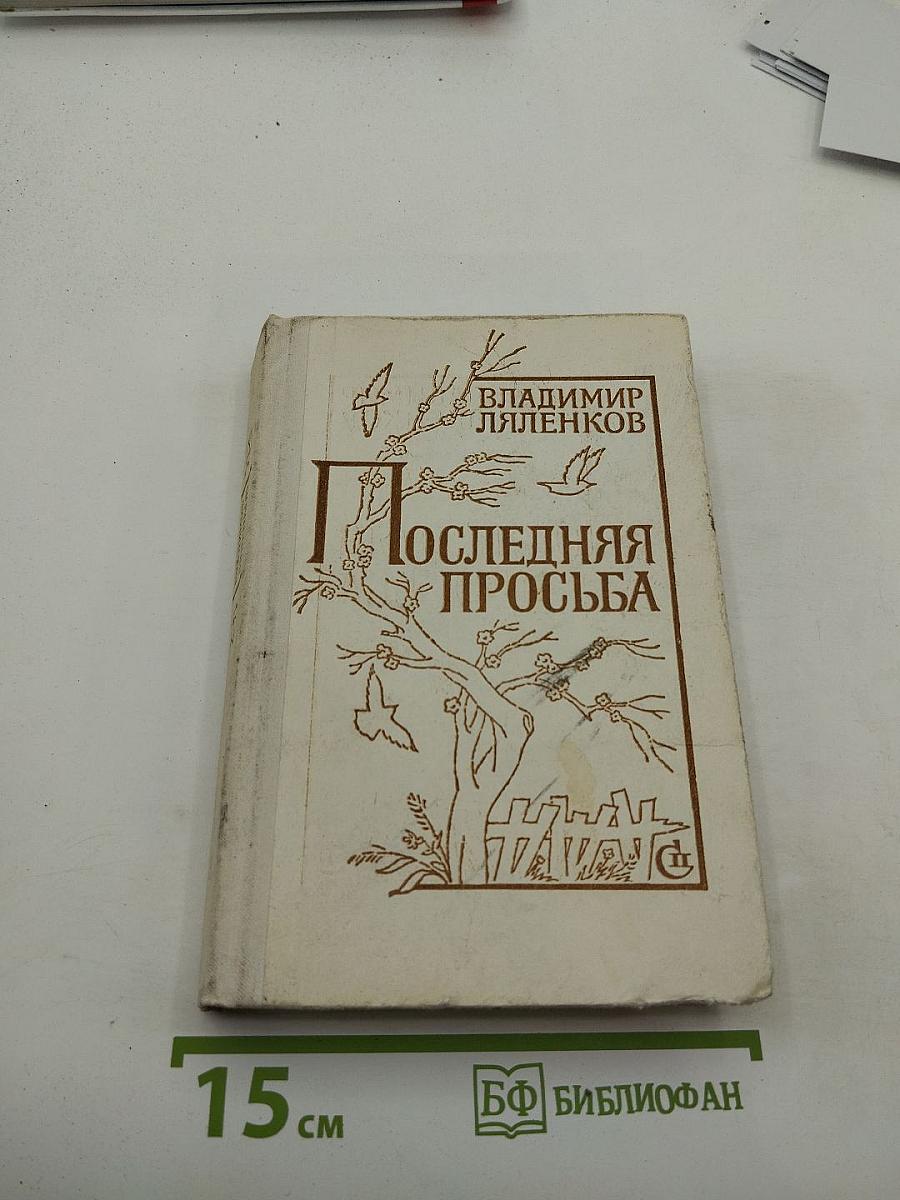 ВЛАДИМИР
ЛЯЛЕНКОВ
ПОСЛЕДНЯЯ
ПРОСЬБА
15 см
БФ БИБЛИОФАН